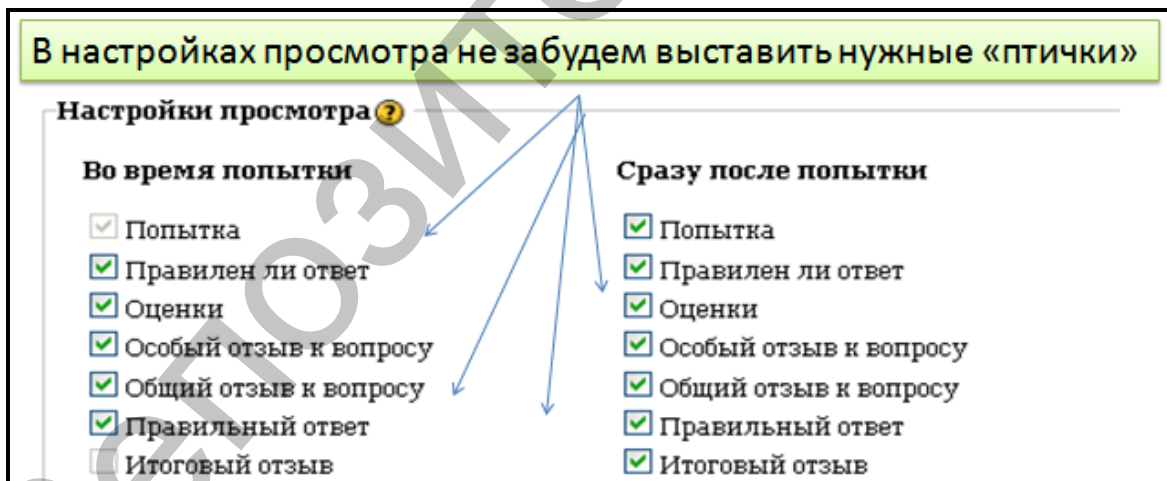 В настройках просмотра не забудем выставить нужные «птички»
Настройки просмотра
Во время попытки
Попытка
Правилен ли ответ
Оценки
Особый отзыв к вопросу
Общий отзыв к вопросу
Правильный ответ
Итоговый отзыв
Сразу после попытки
Попытка
Правилен ли ответ
Оценки
Особый отзыв к вопросу
Общий отзыв к вопросу
Правильный ответ
Итоговый отзыв